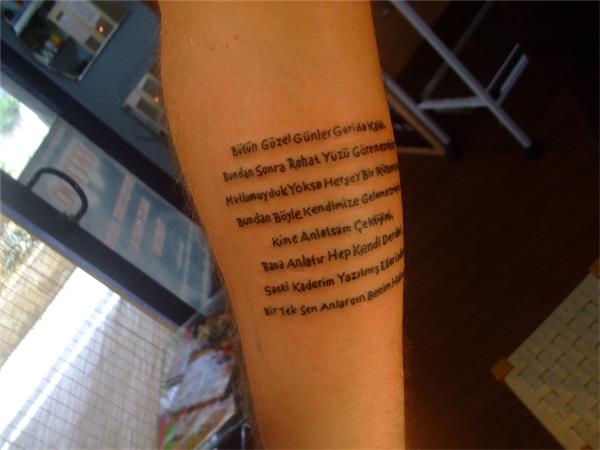 Bütün Güzel Günler Geride Kaldı,
Bundan Sonra Rahat Yüzü
Mutlumuyduk Yoksa Herşey Bir
Bundan Böyle Kendimize
Kime Anlatsam Çektiğimi,
Bana Anlatır Hep Kendi
Sanki Kaderim Yazılmış
Bir Tek Sen Anlarsın Benim